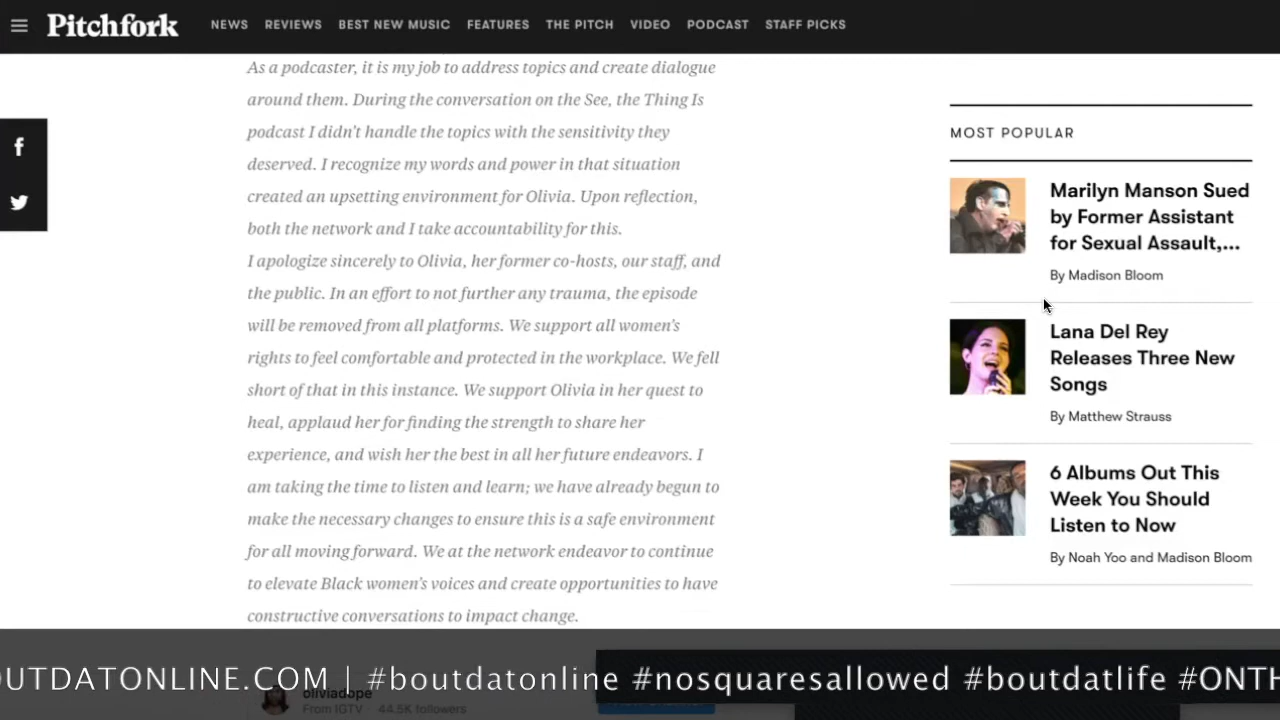 Pitchfork
NEWS REVIEWS BEST NEW MUSIC FEATURES THE PITCH VIDEO PODCAST STAFF PICKS
As a podcaster, it is my job to address topics and create dialogue
around them. During the conversation on the See, the Thing Is
podcast I didn't handle the topics with the sensitivity they
deserved. I recognize my words and power in that situation
created an upsetting environment for Olivia. Upon reflection,
both the network and I take accountability for this.
I apologize sincerely to Olivia, her former co-hosts, our staff, and
the public. In an effort to not further any trauma, the episode
will be removed from all platforms. We support all women's
rights to feel comfortable and protected in the workplace. We fell
short of that in this instance. We support Olivia in her quest to
heal, applaud her for finding the strength to share her
experience, and wish her the best in all her future endeavors. I
am taking the time to listen and learn; we have already begun to
make the necessary changes to ensure this is a safe environment
for all moving forward. We at the network endeavor to continue
to elevate Black women's voices and create opportunities to have
constructive conversations to impact change.
MOST POPULAR
Marilyn Manson Sued
by Former Assistant
for Sexual Assault,...
By Madison Bloom
Lana Del Rey
Releases Three New
Songs
By Matthew Strauss
6 Albums Out This
Week You Should
Listen to Now
By Noah Yoo and Madison Bloom
OUTDATONLINE.COM | #boutdatonline #nosquaresallowed #boutdatlife #ONTH
oliviadope
From IGTV 44.5K followers